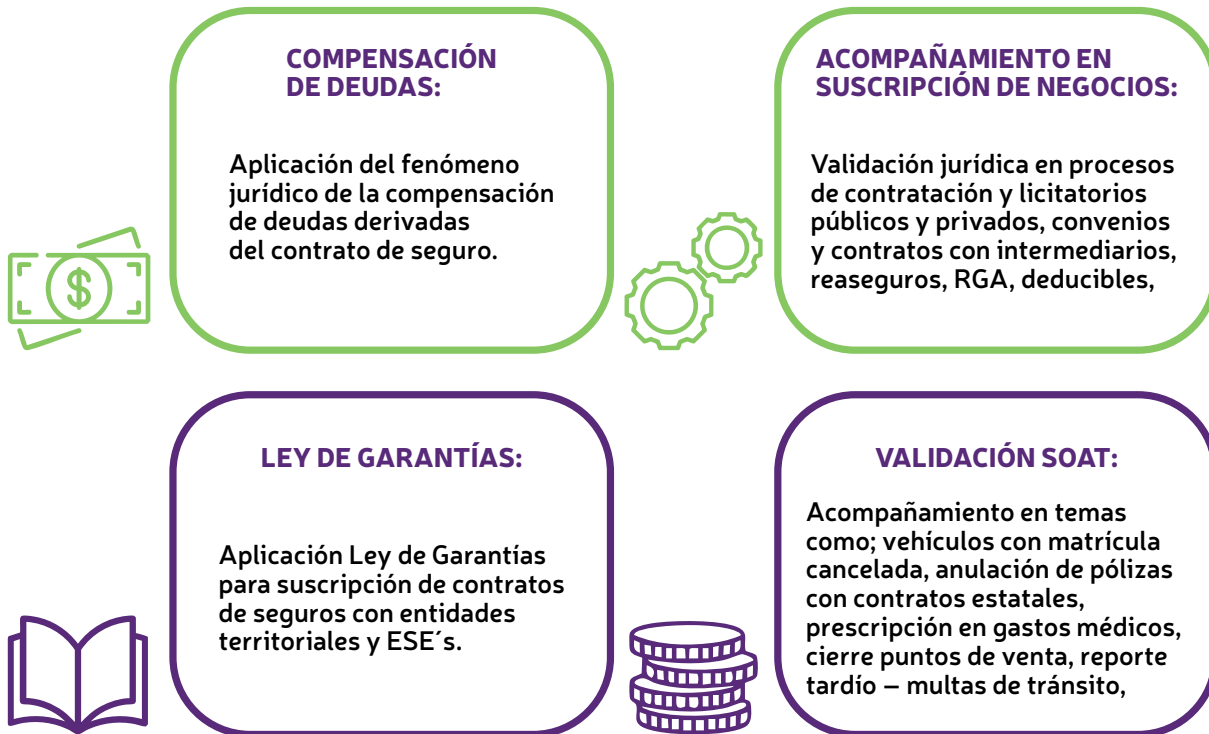 COMPENSACIÓN
DE DEUDAS:
Aplicación del fenómeno
jurídico de la compensación
de deudas derivadas
del contrato de seguro.
$
ACOMPAÑAMIENTO EN
SUSCRIPCIÓN DE NEGOCIOS:
Validación jurídica en procesos
de contratación y licitatorios
públicos y privados, convenios
y contratos con intermediarios,
reaseguros, RGA, deducibles,
LEY DE GARANTÍAS:
Aplicación Ley de Garantías
para suscripción de contratos
de seguros con entidades
territoriales y ESE´s.
VALIDACIÓN SOAT:
Acompañamiento en temas
como; vehículos con matrícula
cancelada, anulación de pólizas
con contratos estatales,
prescripción en gastos médicos,
cierre puntos de venta, reporte
tardío – multas de tránsito,